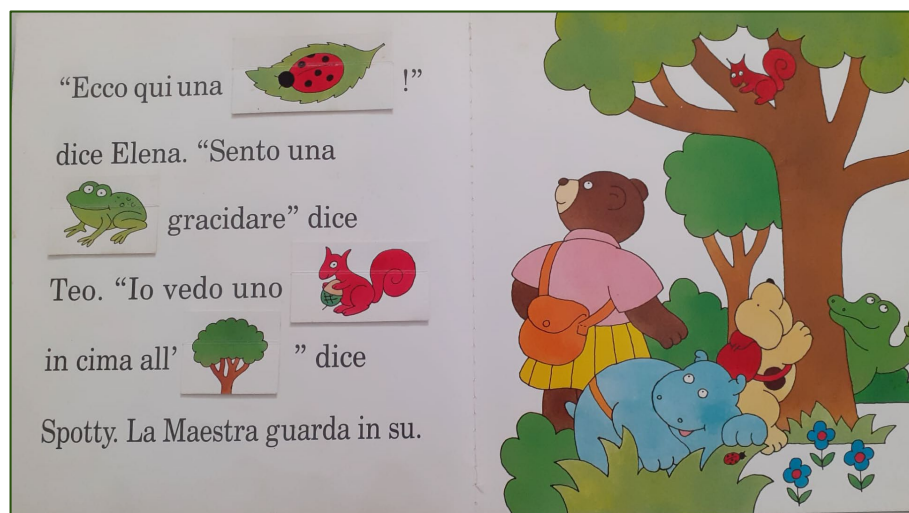 “Ecco qui una !”
dice Elena. “Sento una
gracidare” dice
Teo. “Io vedo uno
in cima all’ ” dice
Spotty. La Maestra guarda in su.